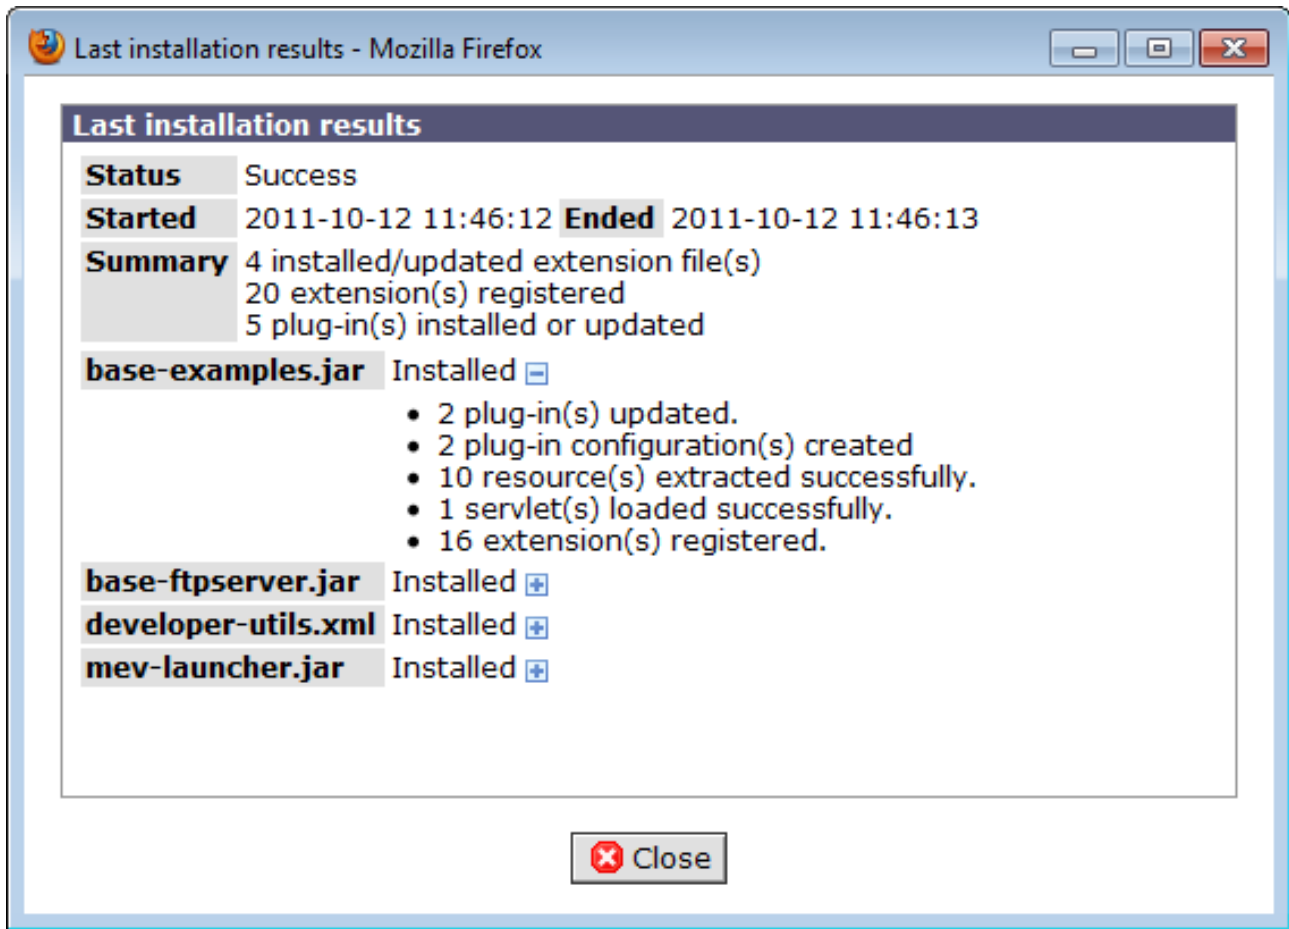 Last installation results - Mozilla Firefox
Last installation results
Status Success
Started 2011-10-12 11:46:12 Ended 2011-10-12 11:46:13
Summary 4 installed/updated extension file(s)
20 extension(s) registered
5 plug-in(s) installed or updated
base-examples.jar Installed
• 2 plug-in(s) updated.
• 2 plug-in configuration(s) created
• 10 resource(s) extracted successfully.
• 1 servlet(s) loaded successfully.
• 16 extension(s) registered.
base-ftpserver.jar Installed
developer-utils.xml Installed
mev-launcher.jar Installed
Close